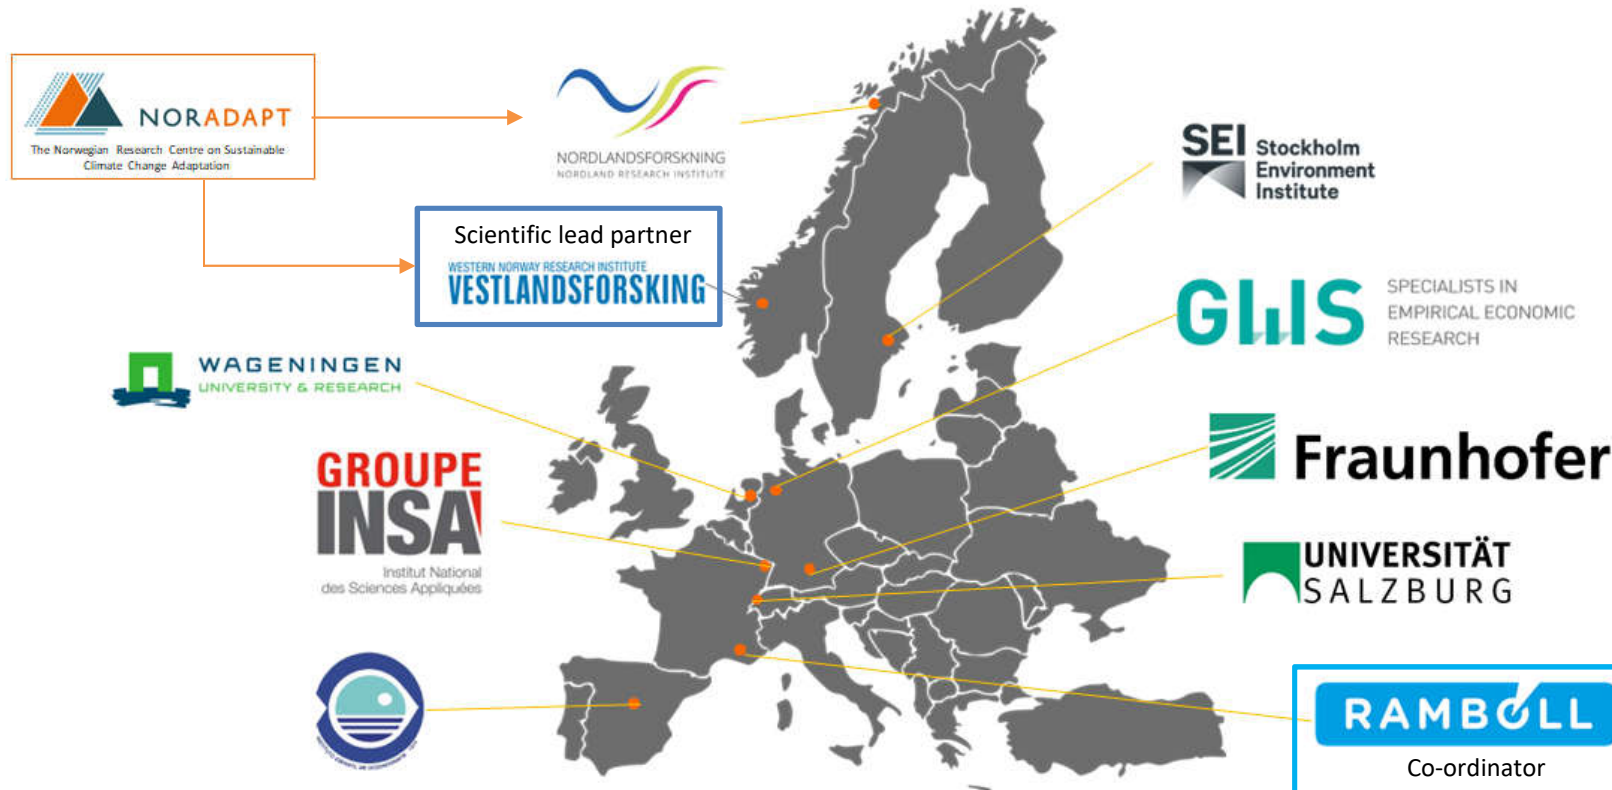 NORADAPT
The Norwegian Research Centre on Sustainable
Climate Change Adaptation
NORDLANDSFORSKNING
NORDLAND RESEARCH INSTITUTE
SEI Stockholm
Environment
Institute
Scientific lead partner
WESTERN NORWAY RESEARCH INSTITUTE
VESTLANDSFORSKING
GWS
SPECIALISTS IN
EMPIRICAL ECONOMIC
RESEARCH
WAGENINGEN
UNIVERSITY & RESEARCH
Fraunhofer
GROUPE
INSA
Institut National
des Sciences Appliquées
UNIVERSITÄT
SALZBURG
RAMBOLL
Co-ordinator